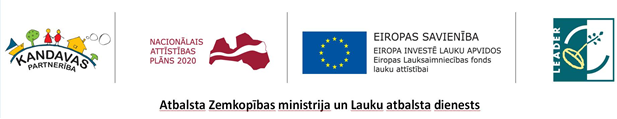 KANDAVAS
PARTNERĪBA
NACIONĀLAIS
ATTĪSTĪBAS
PLĀNS 2020
EIROPAS SAVIENĪBA
EIROPA INVESTĒ LAUKU APVIDOS
Eiropas Lauksaimniecības fonds
lauku attīstībai
LEADER
Atbalsta Zemkopības ministrija un Lauku atbalsta dienests